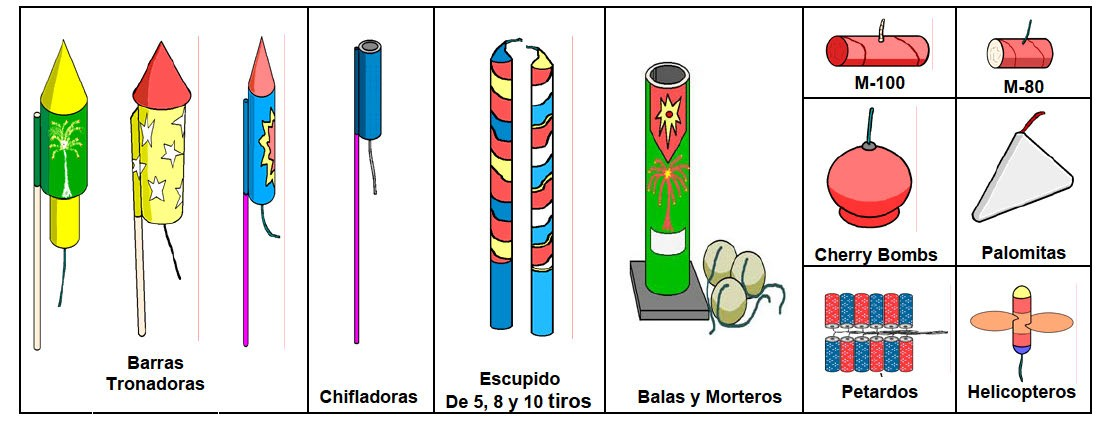 Barras
Tronadoras
Chifladoras
Escupido
De 5, 8 y 10 tiros
Balas y Morteros
M-100
M-80
Cherry Bombs
Palomitas
Petardos
Helicopteros